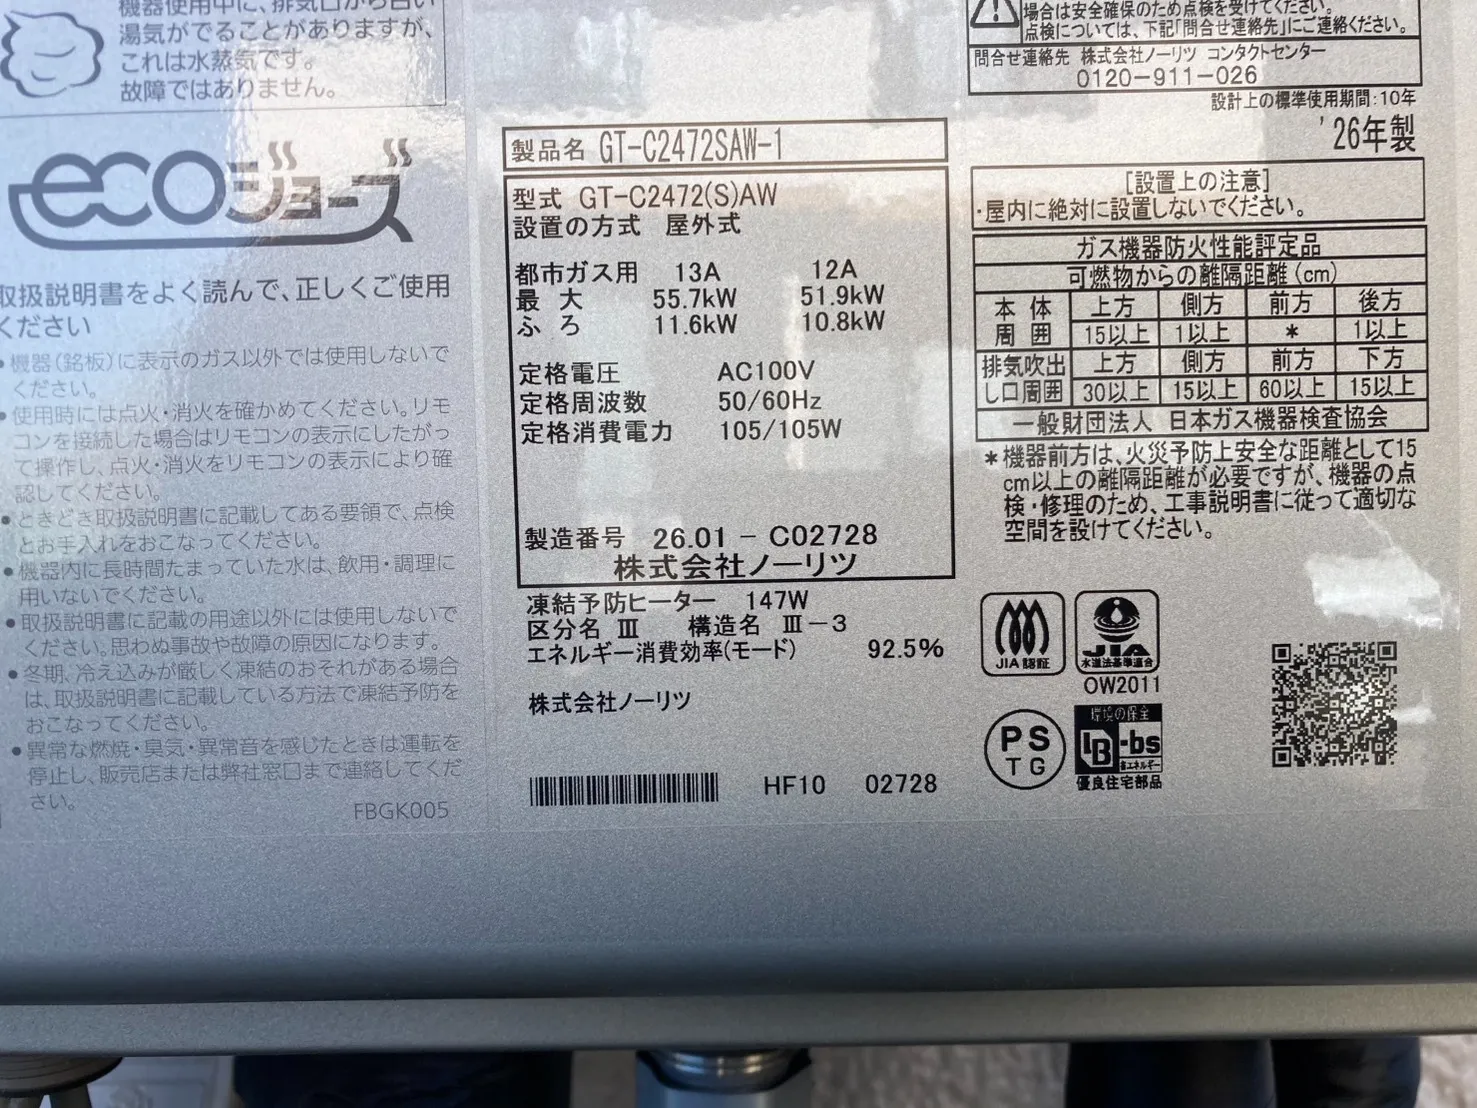 機器使用中に、排気口から白い
湯気がでることがありますが、
これは水蒸気です。
故障ではありません。
ecoジョーズ
取扱説明書をよく読んで、正しくご使用
ください
・機器(銘板)に表示のガス以外では使用しないで
ください。
・使用時には点火・消火を確かめてください。リモ
コンを接続した場合はリモコンの表示にしたがっ
て操作し、点火・消火をリモコンの表示により確
認してください。
・ときどき取扱説明書に記載してある要領で、点検
とお手入れをおこなってください。
・機器内に長時間たまっていた水は、飲用・調理に
用いないでください。
・取扱説明書に記載の用途以外には使用しないで
ください。思わぬ事故や故障の原因になります。
・冬期、冷え込みが厳しく凍結のおそれがある場合
は、取扱説明書に記載している方法で凍結予防を
おこなってください。
・異常な燃焼・臭気・異常音を感じたときは運転を
停止し、販売店または弊社窓口まで連絡してくだ
さい。
FBGK005
製品名 GT-C2472SAW-1
型式 GT-C2472(S)AW
設置の方式 屋外式
都市ガス用 13A 12A
最大 55.7kW 51.9kW
ふろ 11.6kW 10.8kW
定格電圧 AC100V
定格周波数 50/60Hz
定格消費電力 105/105W
製造番号 26.01 - C02728
株式会社ノーリツ
凍結予防ヒーター 147W
区分名 Ⅲ 構造名 Ⅲ-3
エネルギー消費効率(モード) 92.5%
株式会社ノーリツ
HF10 02728
場合は安全確保のため点検を受けてください。
点検については、下記「問合せ連絡先」にご連絡ください。
問合せ連絡先 株式会社ノーリツ コンタクトセンター
0120-911-026
設計上の標準使用期間:10年
'26年製
[設置上の注意]
・屋内に絶対に設置しないでください。
ガス機器防火性能評定品
可燃物からの離隔距離(cm)
本体周囲 上方 側方 前方 後方
15以上 1以上 * 1以上
排気吹出し口周囲 上方 側方 前方 下方
30以上 15以上 60以上 15以上
一般財団法人 日本ガス機器検査協会
*機器前方は、火災予防上安全な距離として15
cm以上の離隔距離が必要ですが、機器の点
検・修理のため、工事説明書に従って適切な
空間を設けてください。
JIA認証
JIA
水道法基準適合
OW2011
PS
TG
環境の保全
BL-bs
省エネルギー
優良住宅部品